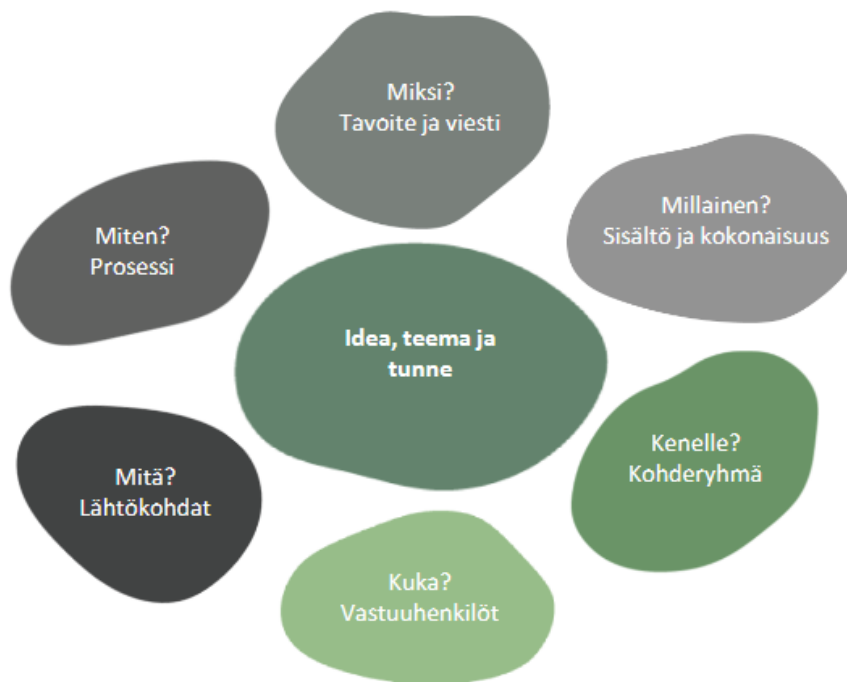 Miksi?
Tavoite ja viesti
Millainen?
Sisältö ja kokonaisuus
Miten?
Prosessi
Idea, teema ja
tunne
Kenelle?
Kohderyhmä
Mitä?
Lähtökohdat
Kuka?
Vastuuhenkilöt